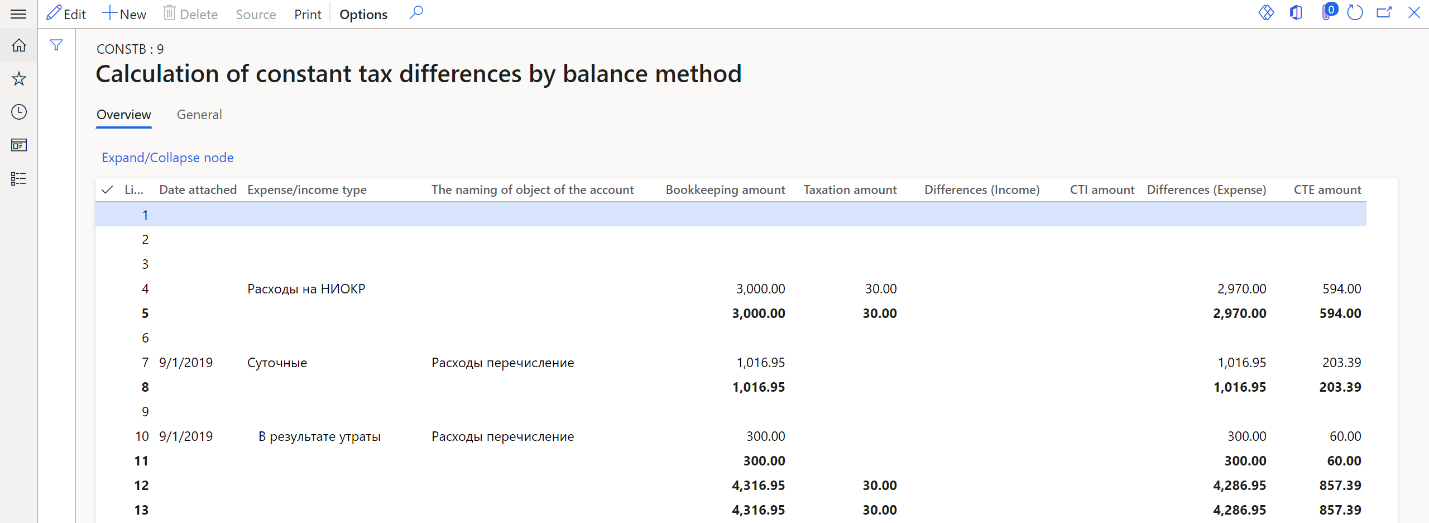 Edit New Delete Source Print Options 0
CONSTB : 9
Calculation of constant tax differences by balance method
Overview General
Expand/Collapse node
Li... Date attached Expense/income type The naming of object of the account Bookkeeping amount Taxation amount Differences (Income) CTI amount Differences (Expense) CTE amount
1
2
3
4 Расходы на НИОКР 3,000.00 30.00 2,970.00 594.00
5 3,000.00 30.00 2,970.00 594.00
6
7 9/1/2019 Суточные Расходы перечисление 1,016.95 1,016.95 203.39
8 1,016.95 1,016.95 203.39
9
10 9/1/2019 В результате утраты Расходы перечисление 300.00 300.00 60.00
11 300.00 300.00 60.00
12 4,316.95 30.00 4,286.95 857.39
13 4,316.95 30.00 4,286.95 857.39